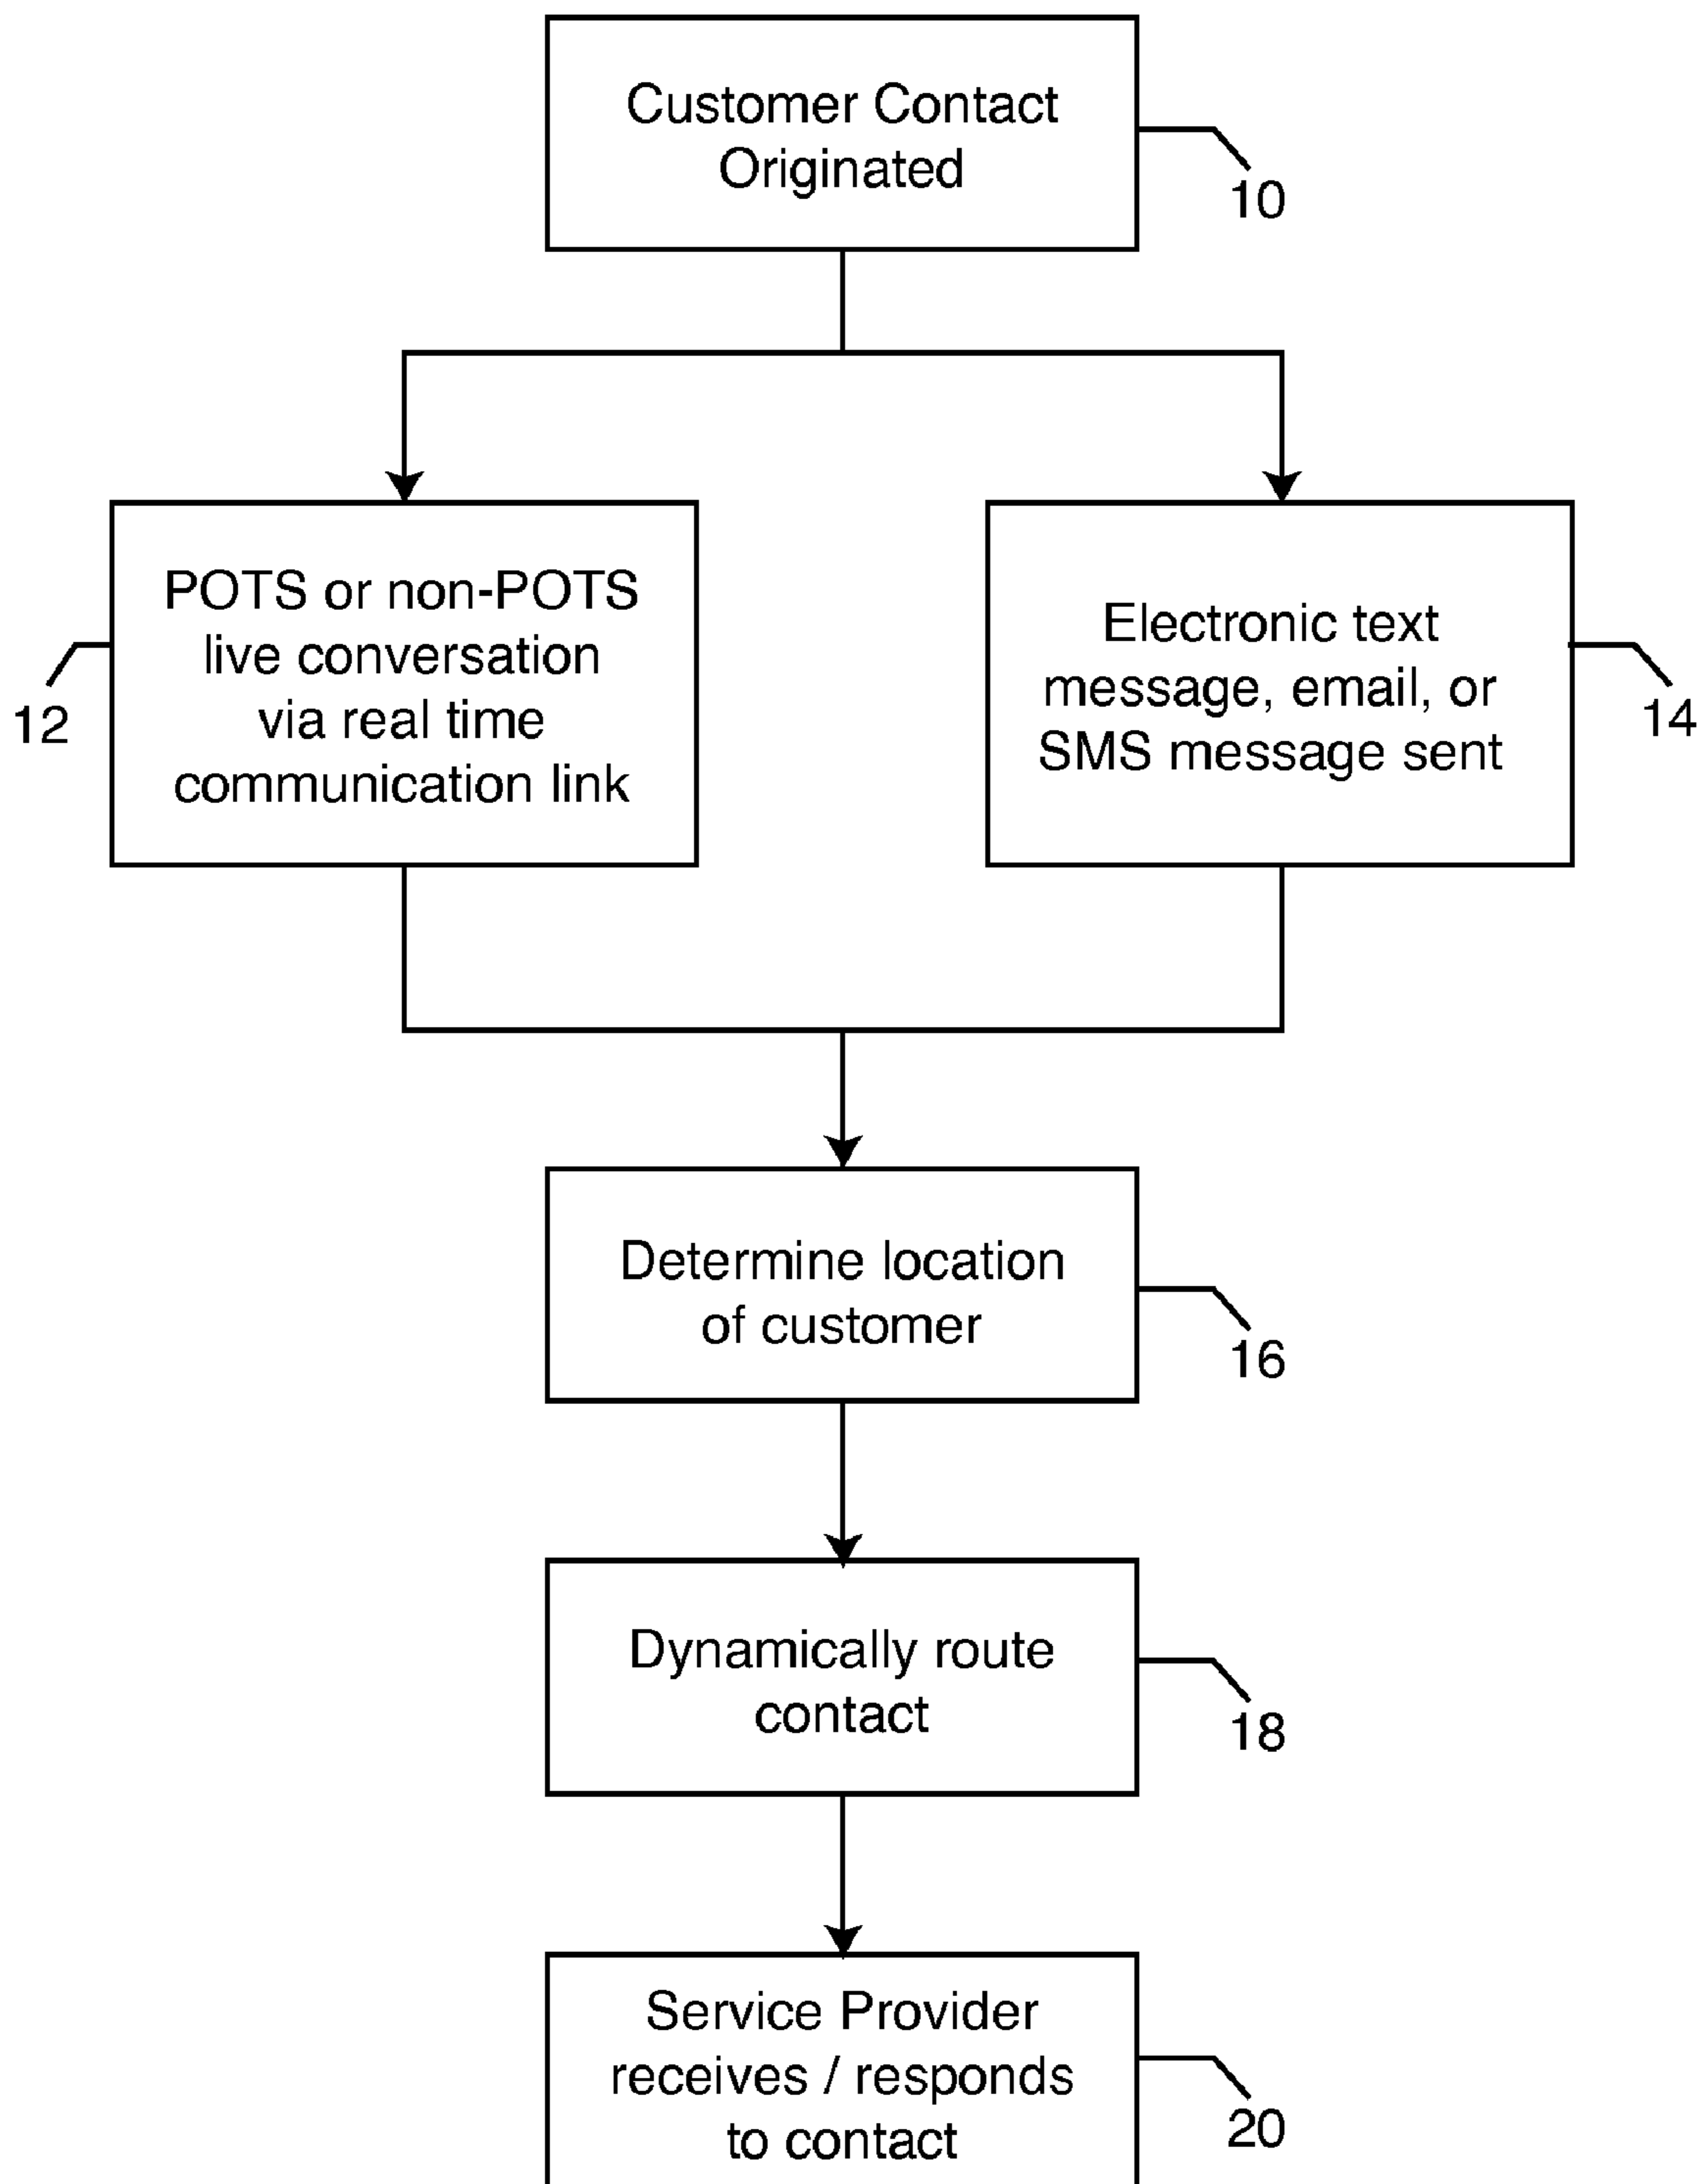 Customer Contact
Originated
10
POTS or non-POTS
live conversation
via real time
communication link
12
Electronic text
message, email, or
SMS message sent
14
Determine location
of customer
16
Dynamically route
contact
18
Service Provider
receives / responds
to contact
20